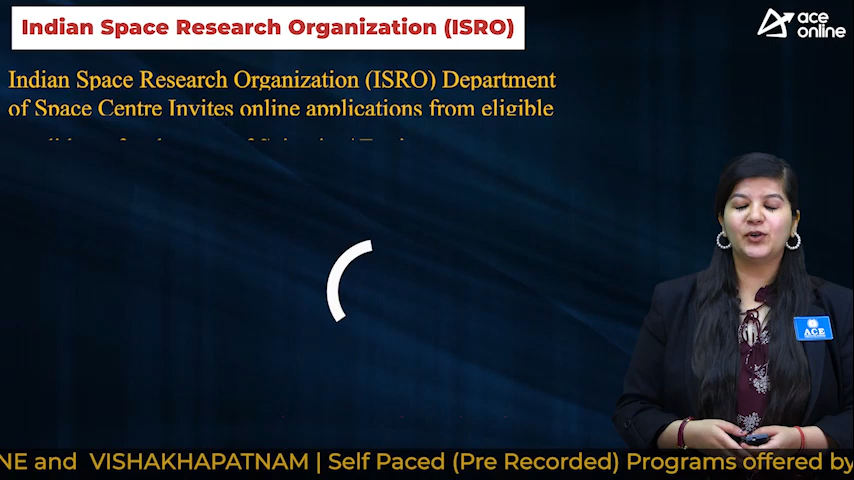 Indian Space Research Organization (ISRO)
ace
online
Indian Space Research Organization (ISRO) Department
of Space Centre Invites online applications from eligible
ACE
NE and VISHAKHAPATNAM | Self Paced (Pre Recorded) Programs offered by